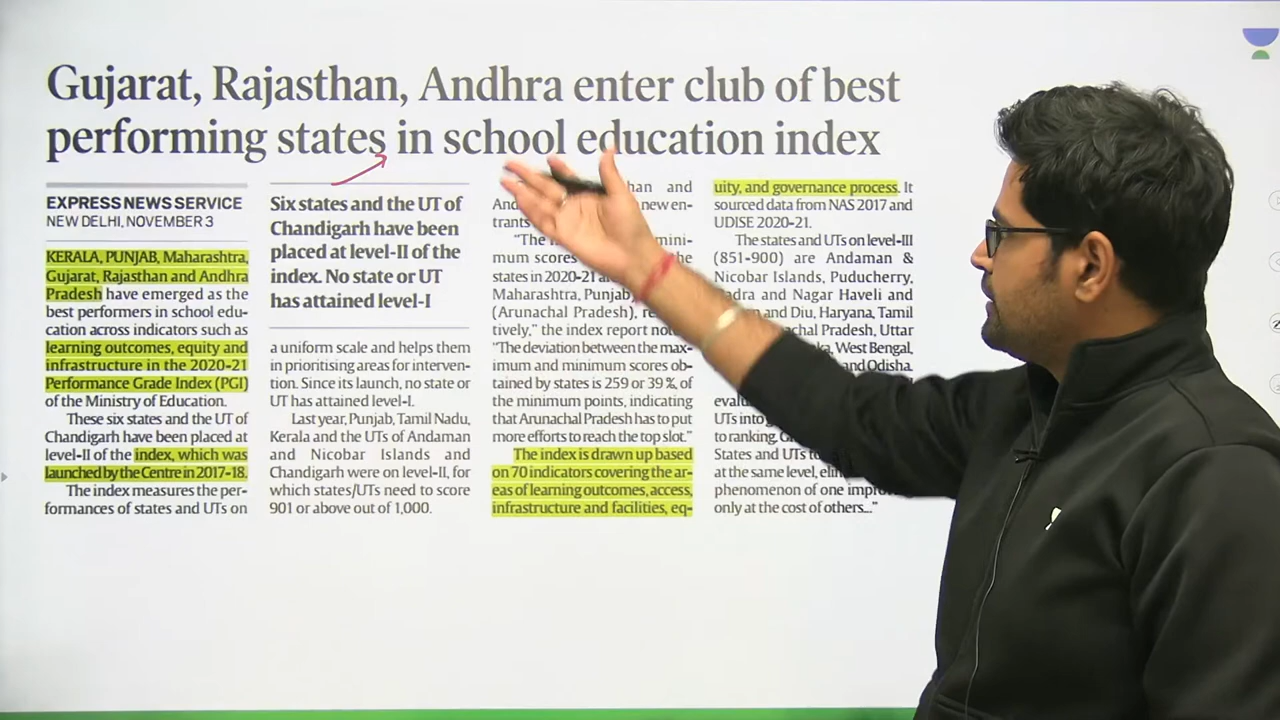 Gujarat, Rajasthan, Andhra enter club of best
performing states in school education index
EXPRESS NEWS SERVICE
NEW DELHI, NOVEMBER 3
KERALA, PUNJAB, Maharashtra,
Gujarat, Rajasthan and Andhra
Pradesh have emerged as the
best performers in school edu-
cation across indicators such as
learning outcomes, equity and
infrastructure in the 2020-21
Performance Grade Index (PGI)
of the Ministry of Education.
These six states and the UT of
Chandigarh have been placed at
level-II of the index, which was
launched by the Centre in 2017-18.
The index measures the per-
formances of states and UTs on
Six states and the UT of
Chandigarh have been
placed at level-II of the
index. No state or UT
has attained level-I
a uniform scale and helps them
in prioritising areas for interven-
tion. Since its launch, no state or
UT has attained level-I.
Last year, Punjab, Tamil Nadu,
Kerala and the UTs of Andaman
and Nicobar Islands and
Chandigarh were on level-II, for
which states/UTs need to score
901 or above out of 1,000.
and
new en-
trants
"The mini-
mum scores the
states in 2020-21
Maharashtra, Punjab,
(Arunachal Pradesh),
tively," the index report
"The deviation between the max-
imum and minimum scores ob-
tained by states is 259 or 39 % of
the minimum points, indicating
that Arunachal Pradesh has to put
more efforts to reach the top slot."
The index is drawn up based
on 70 indicators covering the ar-
eas of learning outcomes, access,
infrastructure and facilities, eq-
uity, and governance process. It
sourced data from NAS 2017 and
UDISE 2020-21.
The states and UTs on level-III
(851-900) are Andaman &
Nicobar Islands, Puducherry,
and Nagar Haveli and
and Diu, Haryana, Tamil
Pradesh, Uttar
West Bengal,
and Odisha.
UTs
to ranking.
States and UTs
at the same level,
phenomenon of one
only at the cost of others..."